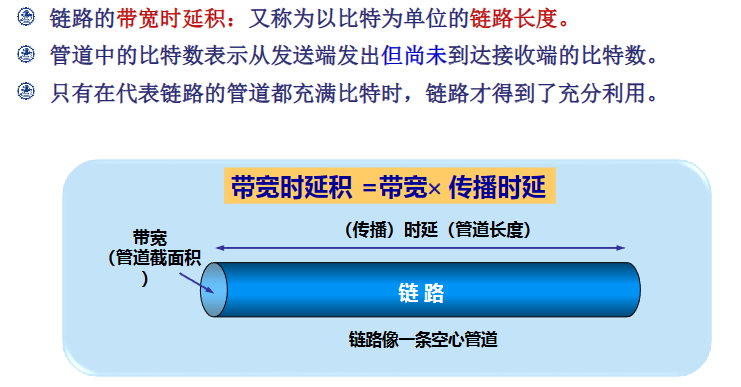 链路的带宽时延积：又称为以比特为单位的链路长度。
管道中的比特数表示从发送端发出但尚未到达接收端的比特数。
只有在代表链路的管道都充满比特时，链路才得到了充分利用。
带宽时延积 =带宽× 传播时延
（传播）时延（管道长度）
带宽
（管道截面积
）
链 路
链路像一条空心管道